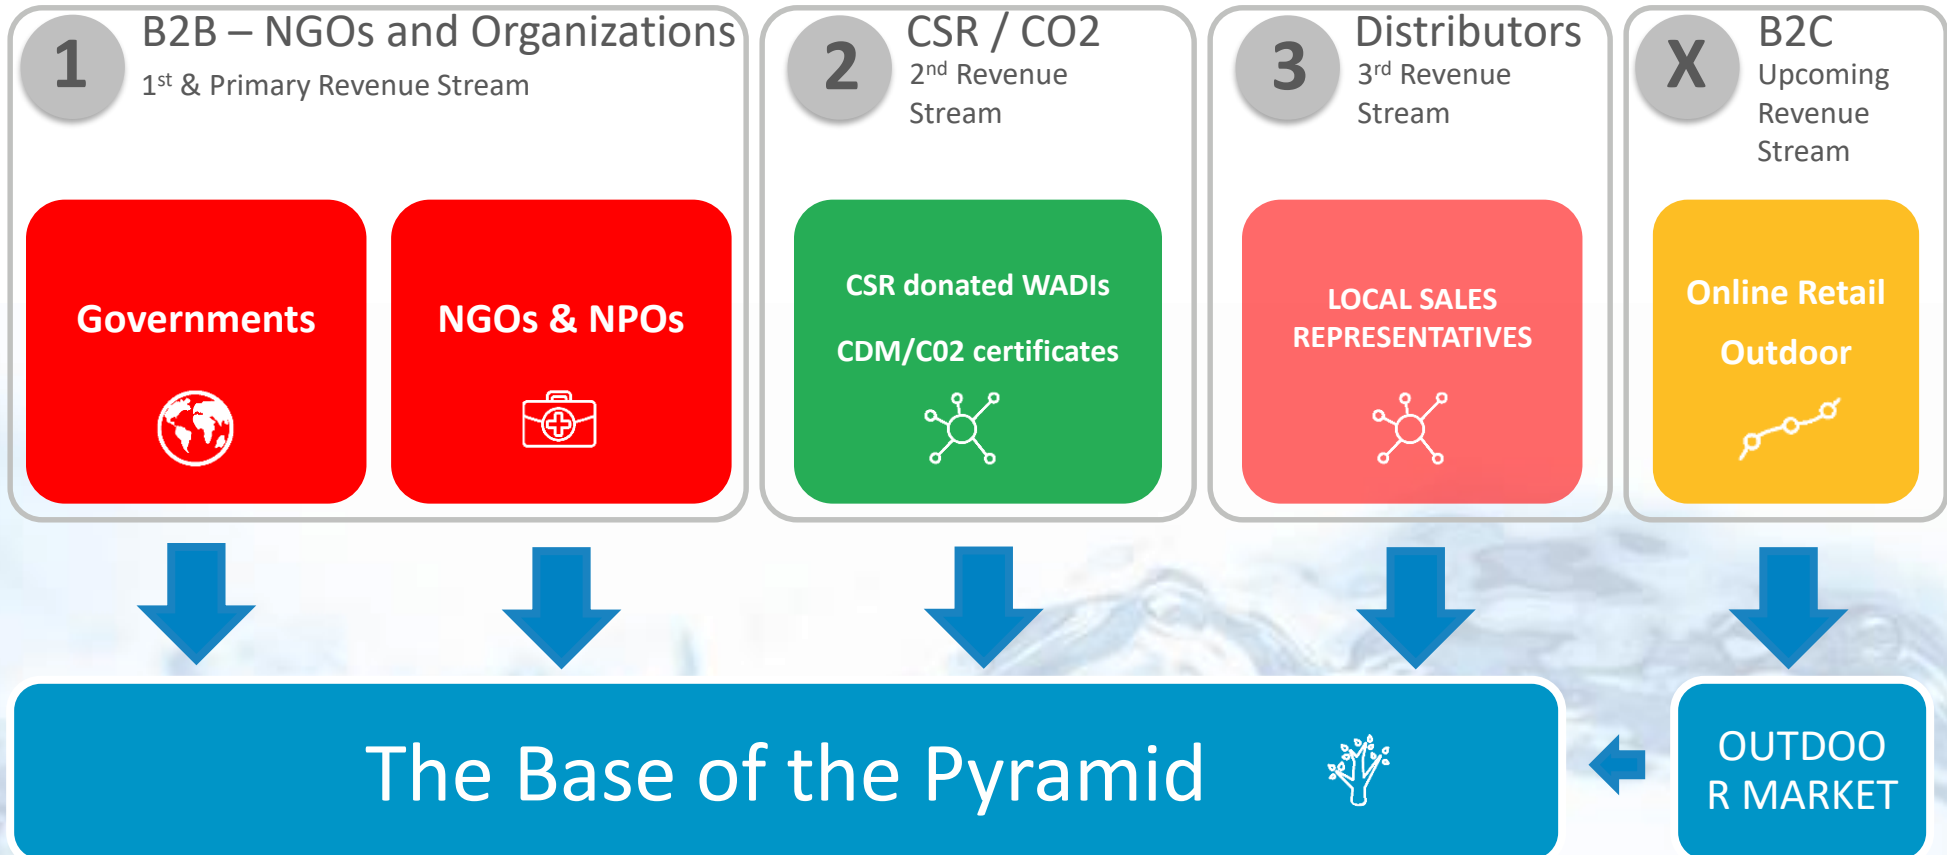 1
B2B – NGOs and Organizations
1st & Primary Revenue Stream
Governments
NGOs & NPOs
2
CSR / CO2
2nd Revenue
Stream
CSR donated WADIs
CDM/C02 certificates
3
Distributors
3rd Revenue
Stream
LOCAL SALES
REPRESENTATIVES
X
B2C
Upcoming
Revenue
Stream
Online Retail
Outdoor
The Base of the Pyramid
OUTDOO
R MARKET